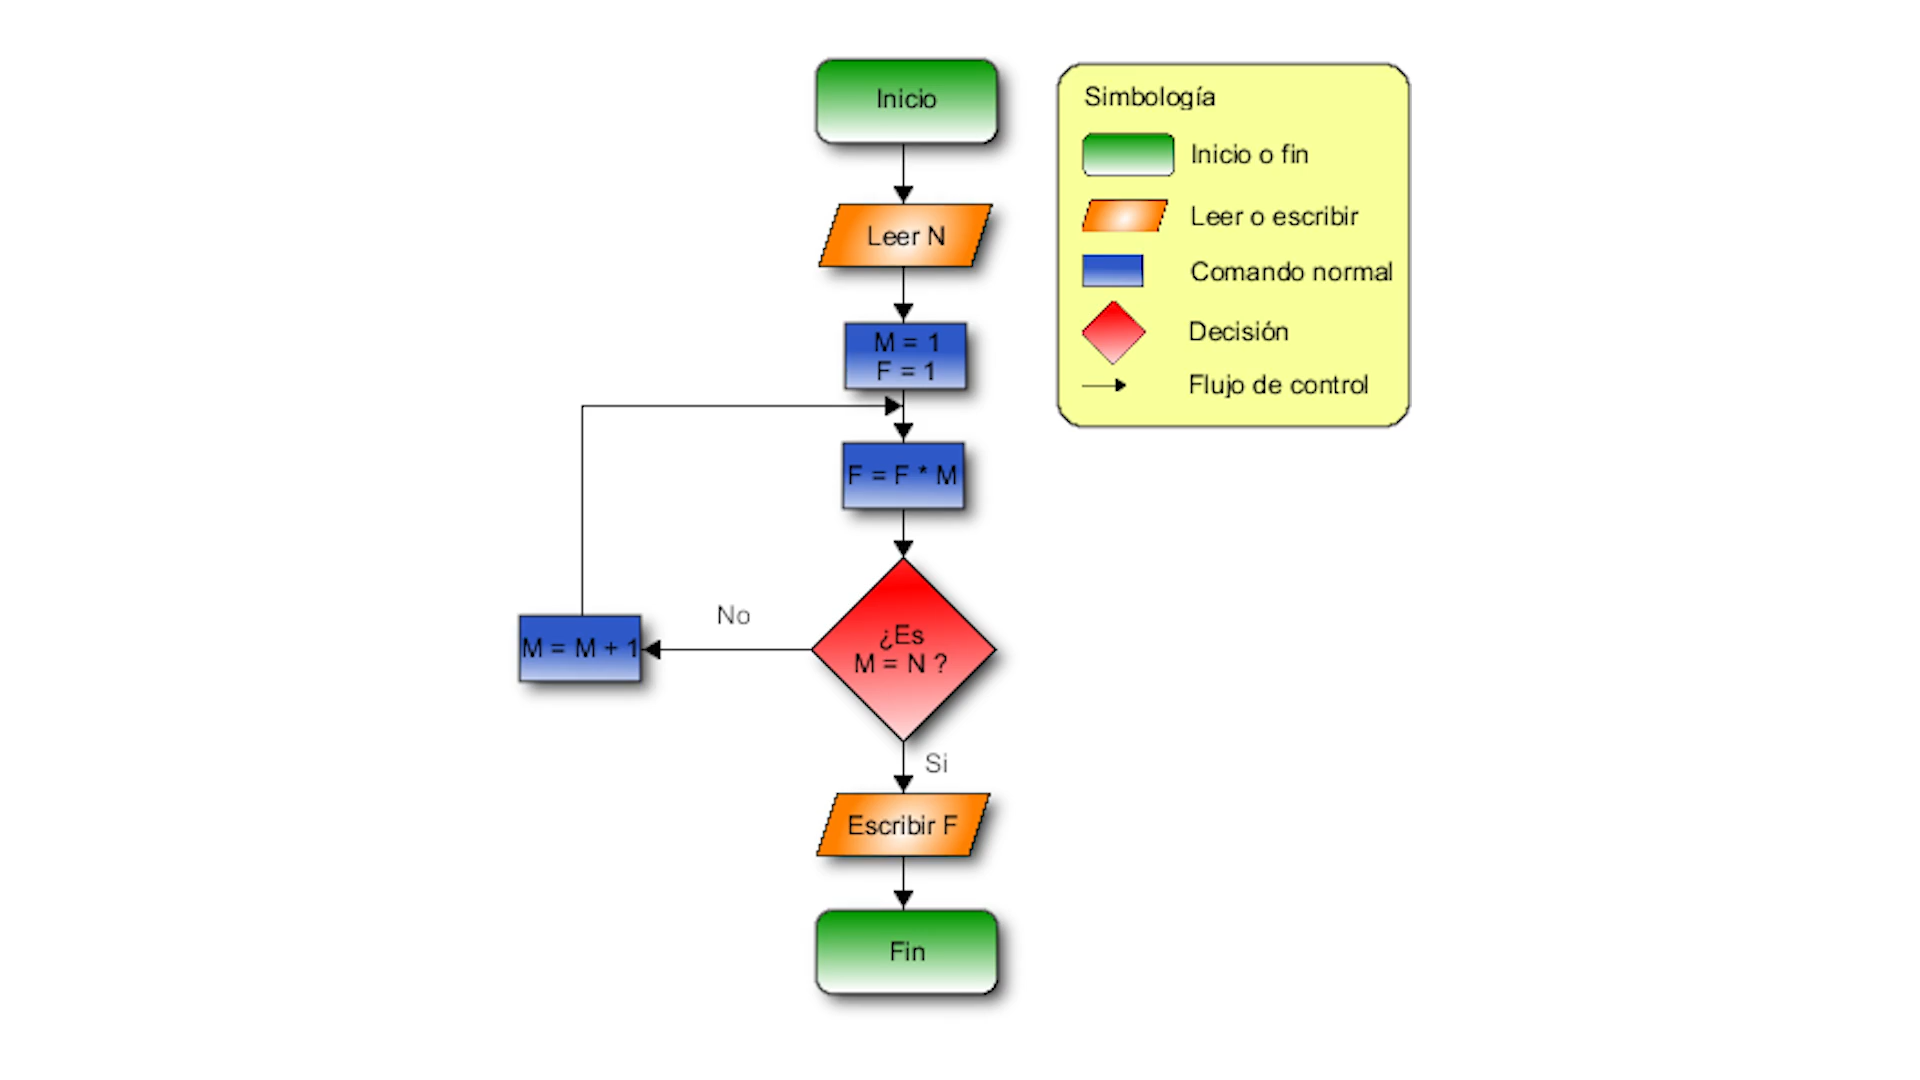 Inicio
Leer N
M = 1
F = 1
F = F * M
¿Es
M = N ?
No
M = M + 1
Si
Escribir F
Fin
Simbología
Inicio o fin
Leer o escribir
Comando normal
Decisión
Flujo de control